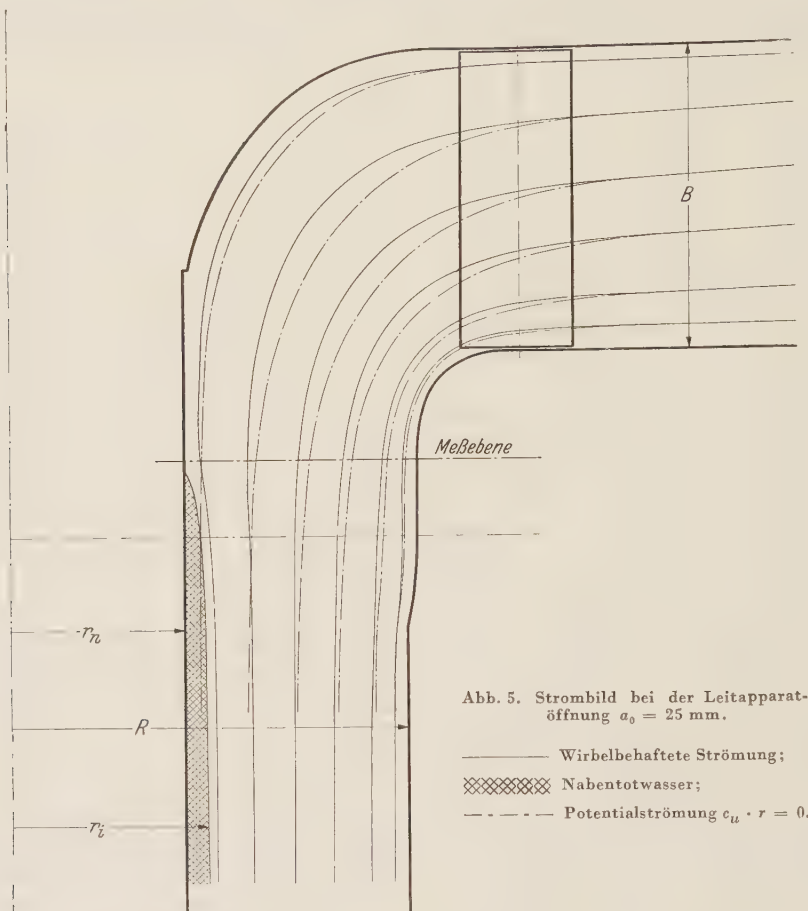 B
Meßebene
r_n
R
r_i
Abb. 5. Strombild bei der Leitapparat-
öffnung a₀ = 25 mm.
Wirbelbehaftete Strömung;
Nabentotwasser;
Potentialströmung c_u · r = 0.